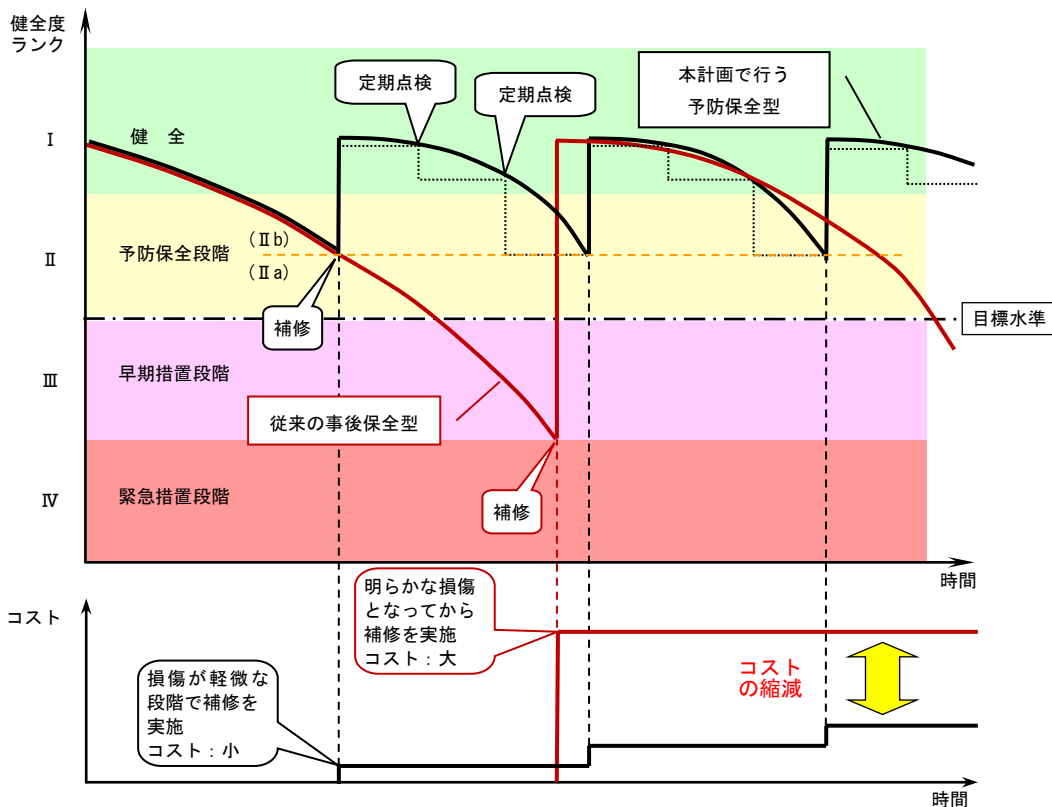 健全度
ランク
定期点検
定期点検
本計画で行う
予防保全型
Ⅰ
健 全
Ⅱ
予防保全段階
(Ⅱb)
(Ⅱa)
補修
目標水準
Ⅲ
早期措置段階
従来の事後保全型
Ⅳ
緊急措置段階
補修
時間
コスト
明らかな損傷
となってから
補修を実施
コスト：大
損傷が軽微な
段階で補修を
実施
コスト：小
コスト
の縮減
時間